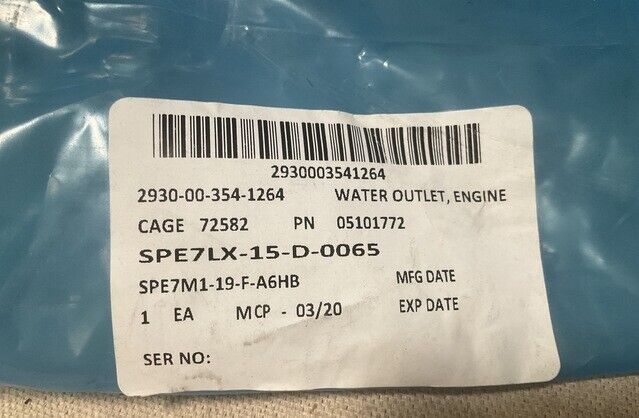 2930003541264
2930-00-354-1264 WATER OUTLET, ENGINE
CAGE 72582 PN 05101772
SPE7LX-15-D-0065
SPE7M1-19-F-A6HB MFG DATE
1 EA MCP - 03/20 EXP DATE
SER NO: